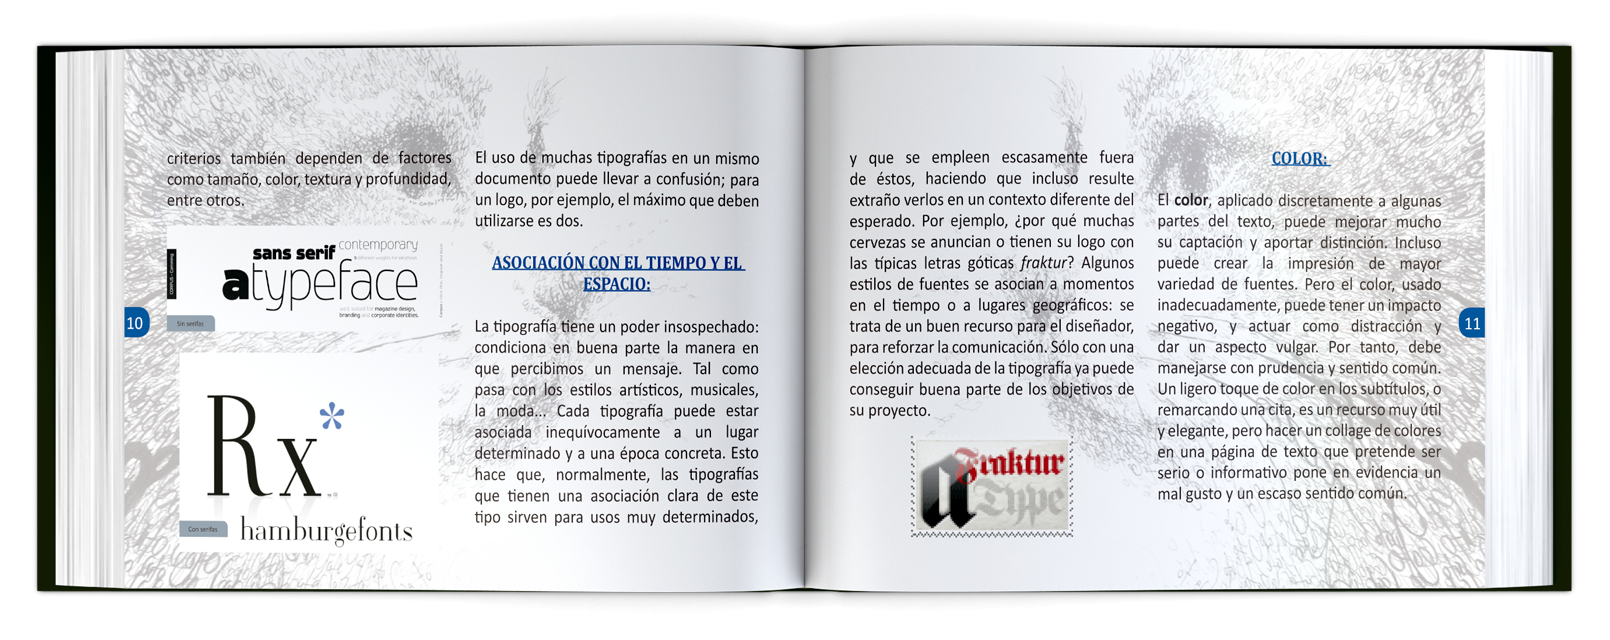 criterios también dependen de factores
como tamaño, color, textura y profundidad,
entre otros.
sans serif contemporary
atypeface
magazine design,
branding and corporate identities.
Sin serifas
10
Rx*
Con serifas
hamburgefonts
El uso de muchas tipografías en un mismo
documento puede llevar a confusión; para
un logo, por ejemplo, el máximo que deben
utilizarse es dos.
ASOCIACIÓN CON EL TIEMPO Y EL
ESPACIO:
La tipografía tiene un poder insospechado:
condiciona en buena parte la manera en
que percibimos un mensaje. Tal como
pasa con los estilos artísticos, musicales,
la moda... Cada tipografía puede estar
asociada inequívocamente a un lugar
determinado y a una época concreta. Esto
hace que, normalmente, las tipografías
que tienen una asociación clara de este
tipo sirven para usos muy determinados,
y que se empleen escasamente fuera
de éstos, haciendo que incluso resulte
extraño verlos en un contexto diferente del
esperado. Por ejemplo, ¿por qué muchas
cervezas se anuncian o tienen su logo con
las típicas letras góticas fraktur? Algunos
estilos de fuentes se asocian a momentos
en el tiempo o a lugares geográficos: se
trata de un buen recurso para el diseñador,
para reforzar la comunicación. Sólo con una
elección adecuada de la tipografía ya puede
conseguir buena parte de los objetivos de
su proyecto.
a Fraktur
Type
COLOR:
El color, aplicado discretamente a algunas
partes del texto, puede mejorar mucho
su captación y aportar distinción. Incluso
puede crear la impresión de mayor
variedad de fuentes. Pero el color, usado
inadecuadamente, puede tener un impacto
negativo, y actuar como distracción y
dar un aspecto vulgar. Por tanto, debe
manejarse con prudencia y sentido común.
Un ligero toque de color en los subtítulos, o
remarcando una cita, es un recurso muy útil
y elegante, pero hacer un collage de colores
en una página de texto que pretende ser
serio o informativo pone en evidencia un
mal gusto y un escaso sentido común.
11